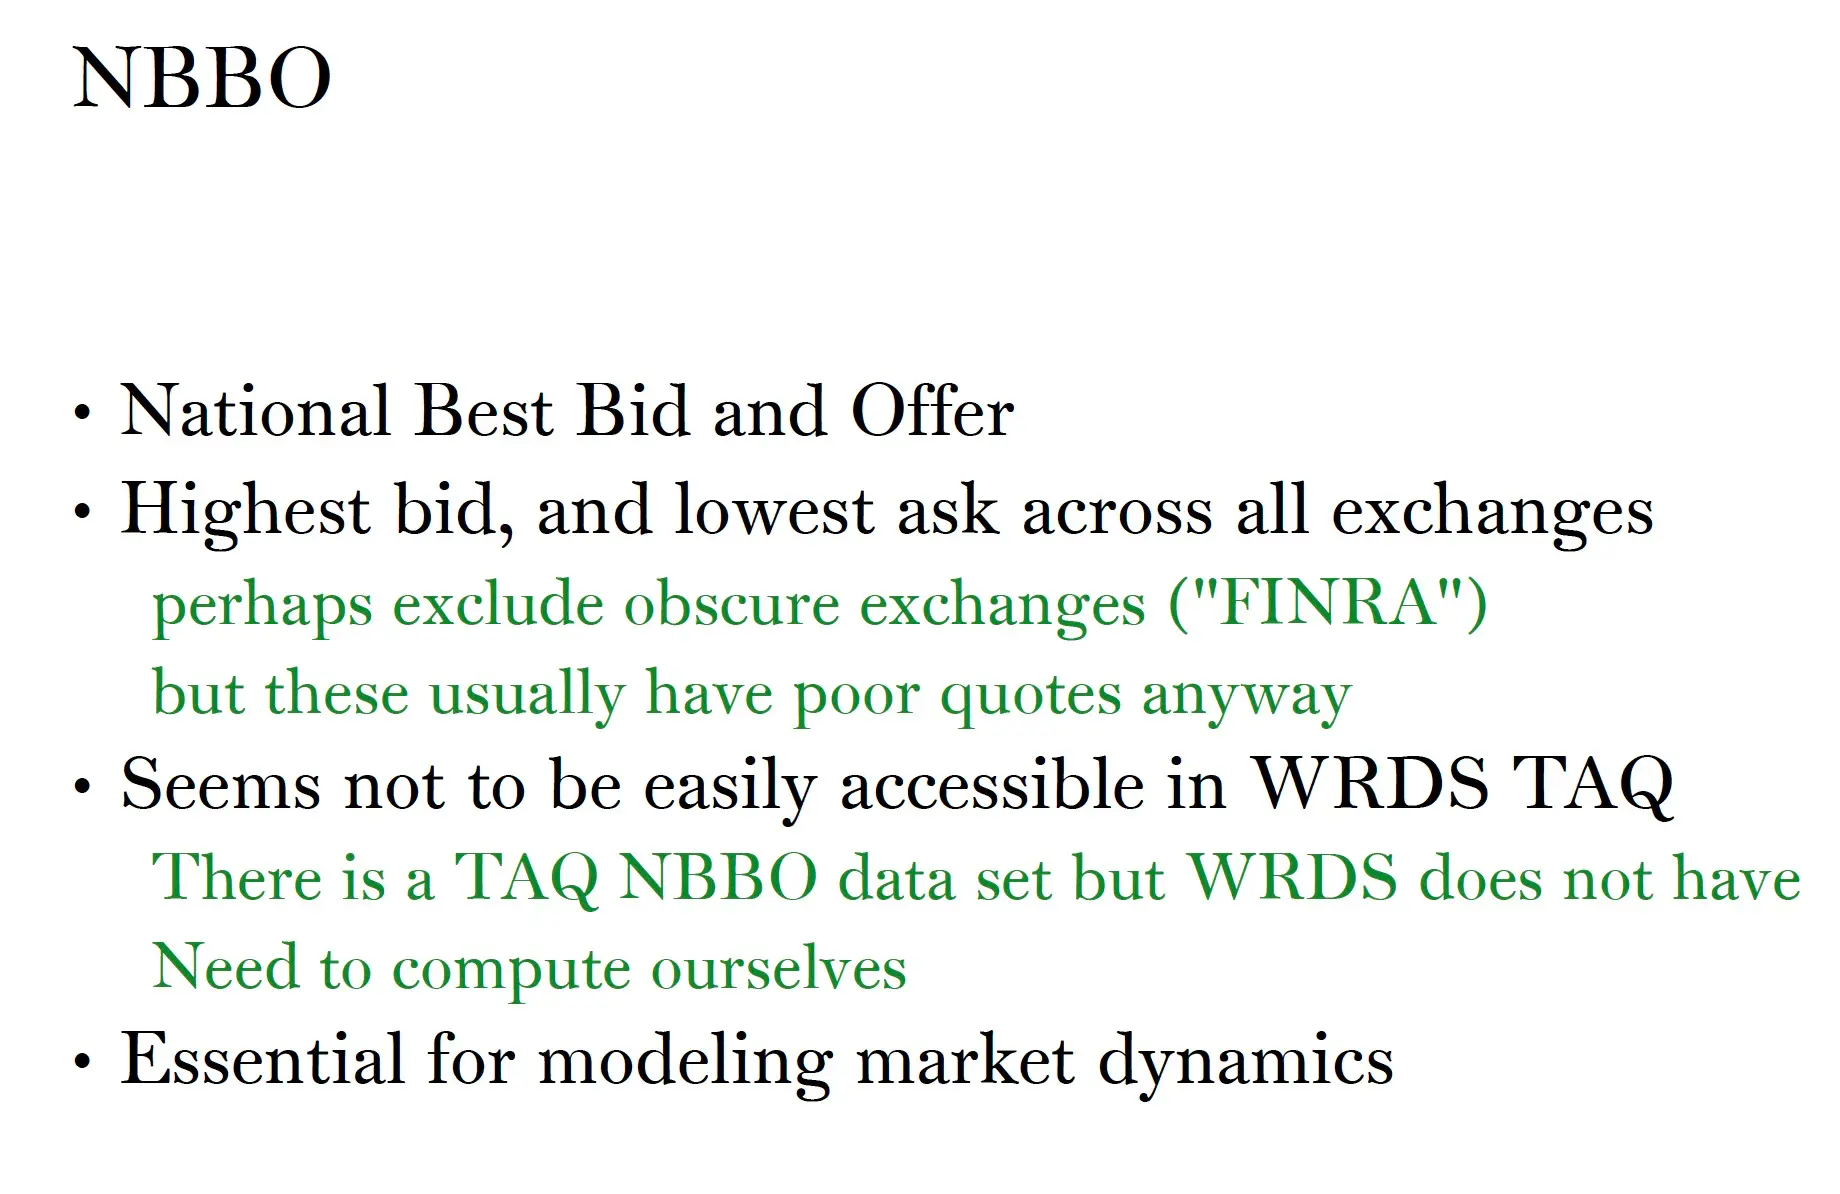 NBBO
• National Best Bid and Offer
• Highest bid, and lowest ask across all exchanges
perhaps exclude obscure exchanges ("FINRA")
but these usually have poor quotes anyway
• Seems not to be easily accessible in WRDS TAQ
There is a TAQ NBBO data set but WRDS does not have
Need to compute ourselves
• Essential for modeling market dynamics